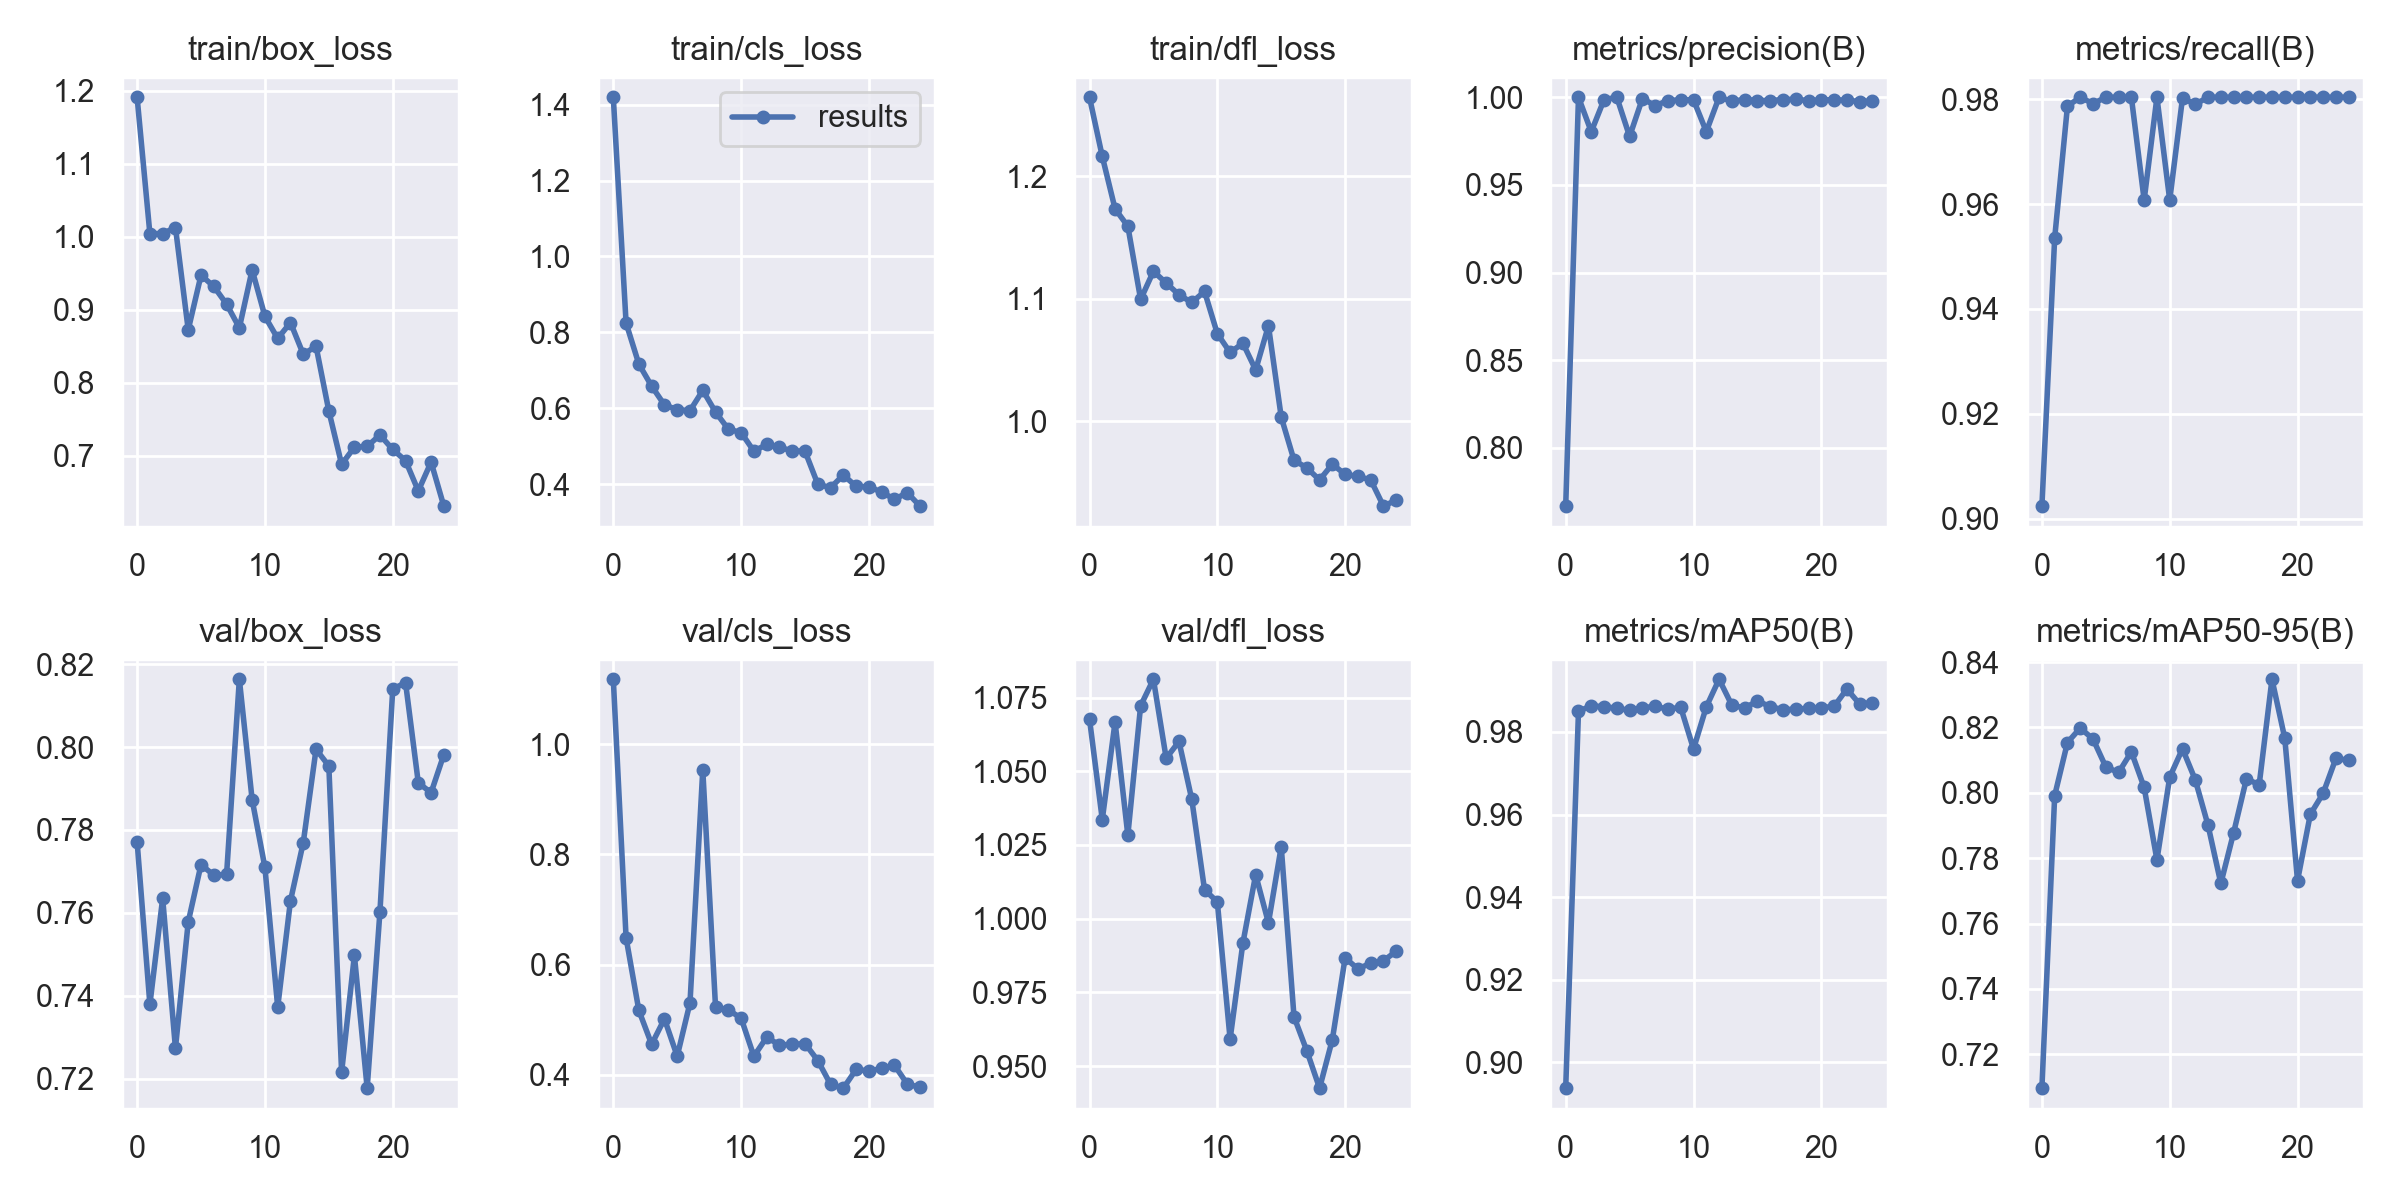 train/box_loss
1.2
1.1
1.0
0.9
0.8
0.7
0 10 20
train/cls_loss
results
1.4
1.2
1.0
0.8
0.6
0.4
0 10 20
train/dfl_loss
1.2
1.1
1.0
0 10 20
metrics/precision(B)
1.00
0.95
0.90
0.85
0.80
0 10 20
metrics/recall(B)
0.98
0.96
0.94
0.92
0.90
0 10 20
val/box_loss
0.82
0.80
0.78
0.76
0.74
0.72
0 10 20
val/cls_loss
1.0
0.8
0.6
0.4
0 10 20
val/dfl_loss
1.075
1.050
1.025
1.000
0.975
0.950
0 10 20
metrics/mAP50(B)
0.98
0.96
0.94
0.92
0.90
0 10 20
metrics/mAP50-95(B)
0.84
0.82
0.80
0.78
0.76
0.74
0.72
0 10 20